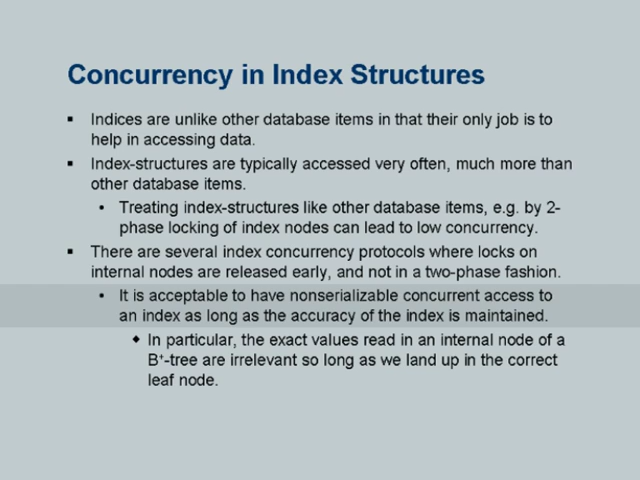 Concurrency in Index Structures
▪ Indices are unlike other database items in that their only job is to
help in accessing data.
▪ Index-structures are typically accessed very often, much more than
other database items.
• Treating index-structures like other database items, e.g. by 2-
phase locking of index nodes can lead to low concurrency.
▪ There are several index concurrency protocols where locks on
internal nodes are released early, and not in a two-phase fashion.
• It is acceptable to have nonserializable concurrent access to
an index as long as the accuracy of the index is maintained.
◆ In particular, the exact values read in an internal node of a
B⁺-tree are irrelevant so long as we land up in the correct
leaf node.